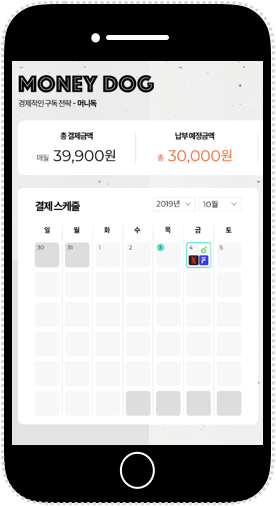 MONEY DOG
경제적인 구독 전략 - 머니독
총 결제금액
납부 예정금액
매월 39,900원
총 30,000원
결제 스케줄
2019년
10월
일 월 화 수 목 금 토
30 31 1 2 3 4 5
N F